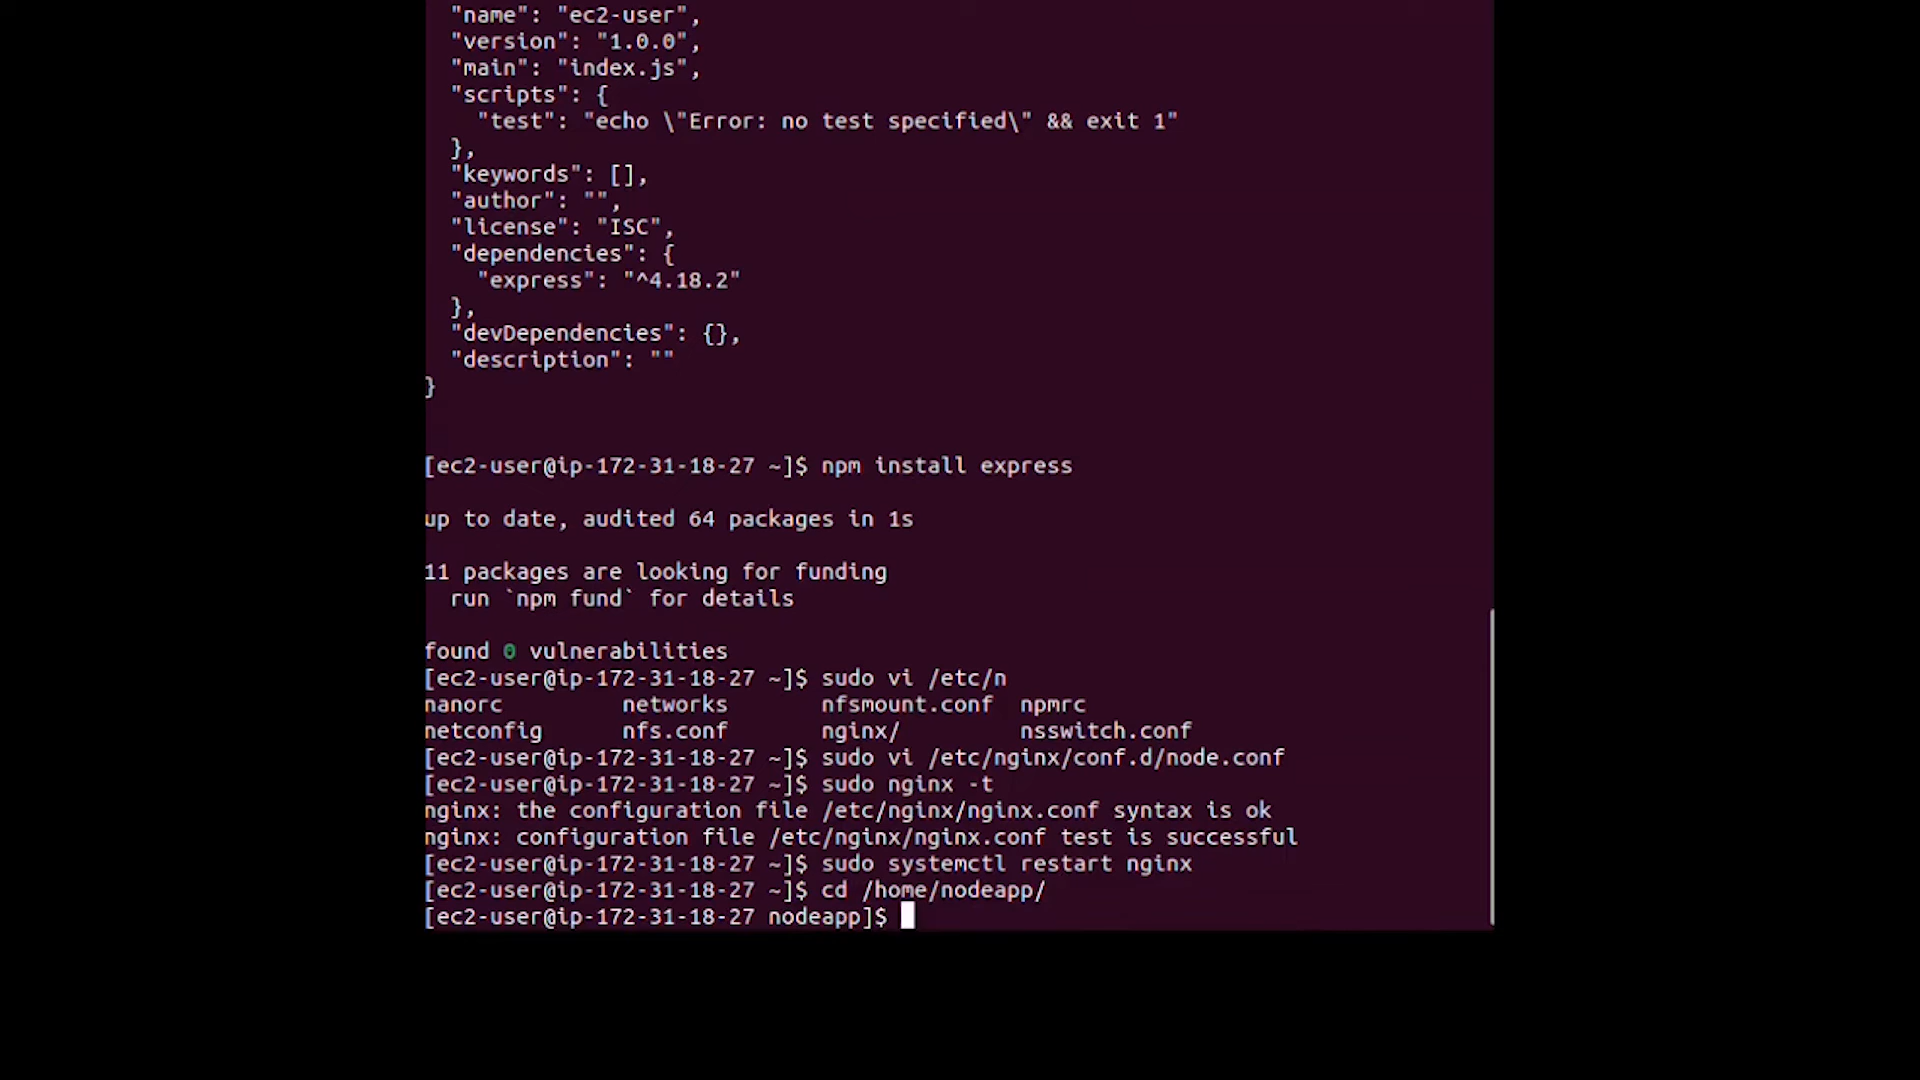 "name": "ec2-user",
"version": "1.0.0",
"main": "index.js",
"scripts": {
"test": "echo \"Error: no test specified\" && exit 1"
},
"keywords": [],
"author": "",
"license": "ISC",
"dependencies": {
"express": "^4.18.2"
},
"devDependencies": {},
"description": ""
}
[ec2-user@ip-172-31-18-27 ~]$ npm install express
up to date, audited 64 packages in 1s
11 packages are looking for funding
run `npm fund` for details
found 0 vulnerabilities
[ec2-user@ip-172-31-18-27 ~]$ sudo vi /etc/n
nanorc networks nfsmount.conf npmrc
netconfig nfs.conf nginx/ nsswitch.conf
[ec2-user@ip-172-31-18-27 ~]$ sudo vi /etc/nginx/conf.d/node.conf
[ec2-user@ip-172-31-18-27 ~]$ sudo nginx -t
nginx: the configuration file /etc/nginx/nginx.conf syntax is ok
nginx: configuration file /etc/nginx/nginx.conf test is successful
[ec2-user@ip-172-31-18-27 ~]$ sudo systemctl restart nginx
[ec2-user@ip-172-31-18-27 ~]$ cd /home/nodeapp/
[ec2-user@ip-172-31-18-27 nodeapp]$